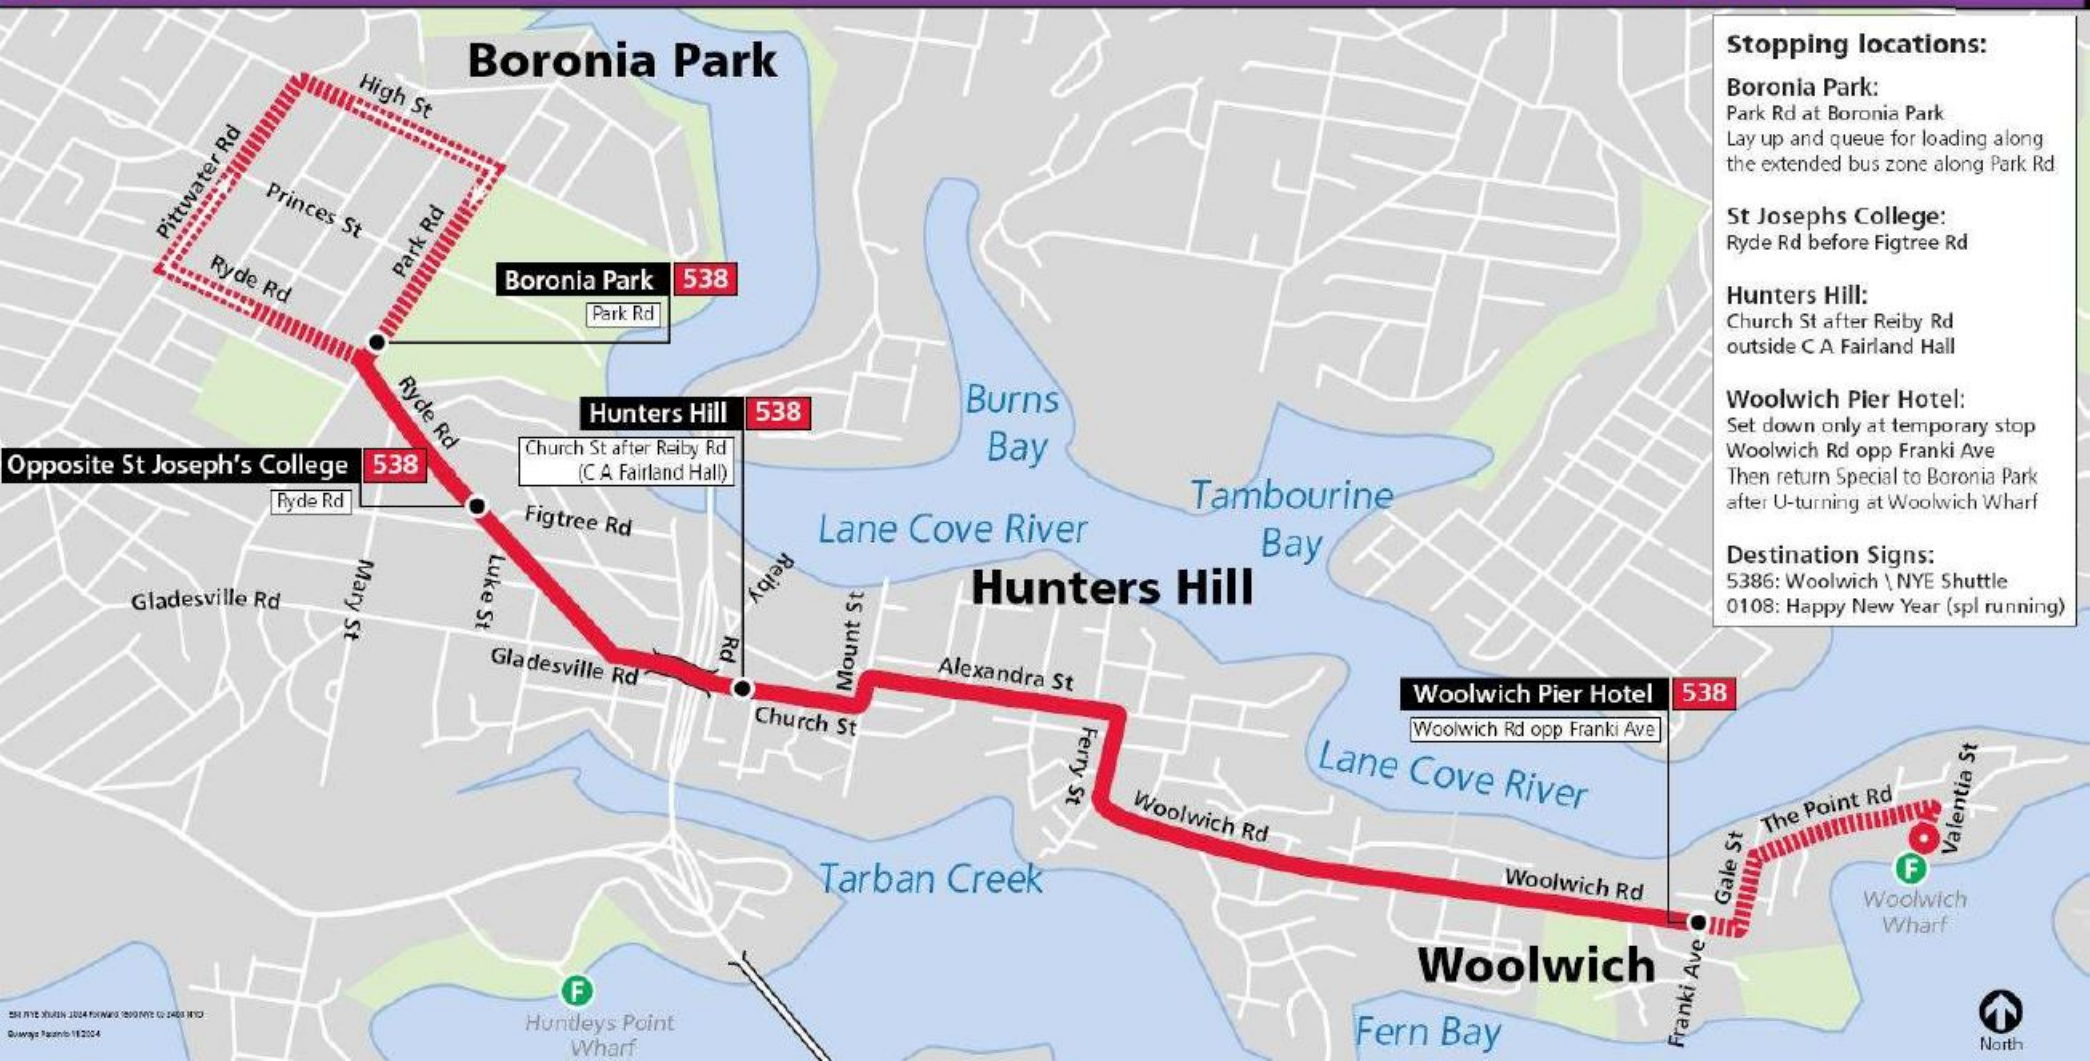 Boronia Park
High St
Pittwater Rd
Princes St
Park Rd
Ryde Rd
Boronia Park 538
Park Rd
Ryde Rd
Hunters Hill 538
Church St after Reiby Rd
(C A Fairland Hall)
Opposite St Joseph's College 538
Ryde Rd
Figtree Rd
Burns
Bay
Lane Cove River
Tambourine
Bay
Reiby
Rd
Hunters Hill
Gladesville Rd
Mary St
Luke St
Gladesville Rd
Mount St
Alexandra St
Church St
Ferry St
Woolwich Rd
Tarban Creek
Woolwich Pier Hotel 538
Woolwich Rd opp Franki Ave
Lane Cove River
Woolwich Rd
Gale St
The Point Rd
Valentia St
F
Woolwich
Wharf
Woolwich
Franki Ave
Fern Bay
F
Huntleys Point
Wharf
North
Stopping locations:
Boronia Park:
Park Rd at Boronia Park
Lay up and queue for loading along
the extended bus zone along Park Rd
St Josephs College:
Ryde Rd before Figtree Rd
Hunters Hill:
Church St after Reiby Rd
outside C A Fairland Hall
Woolwich Pier Hotel:
Set down only at temporary stop
Woolwich Rd opp Franki Ave
Then return Special to Boronia Park
after U-turning at Woolwich Wharf
Destination Signs:
5386: Woolwich \ NYE Shuttle
0108: Happy New Year (spl running)